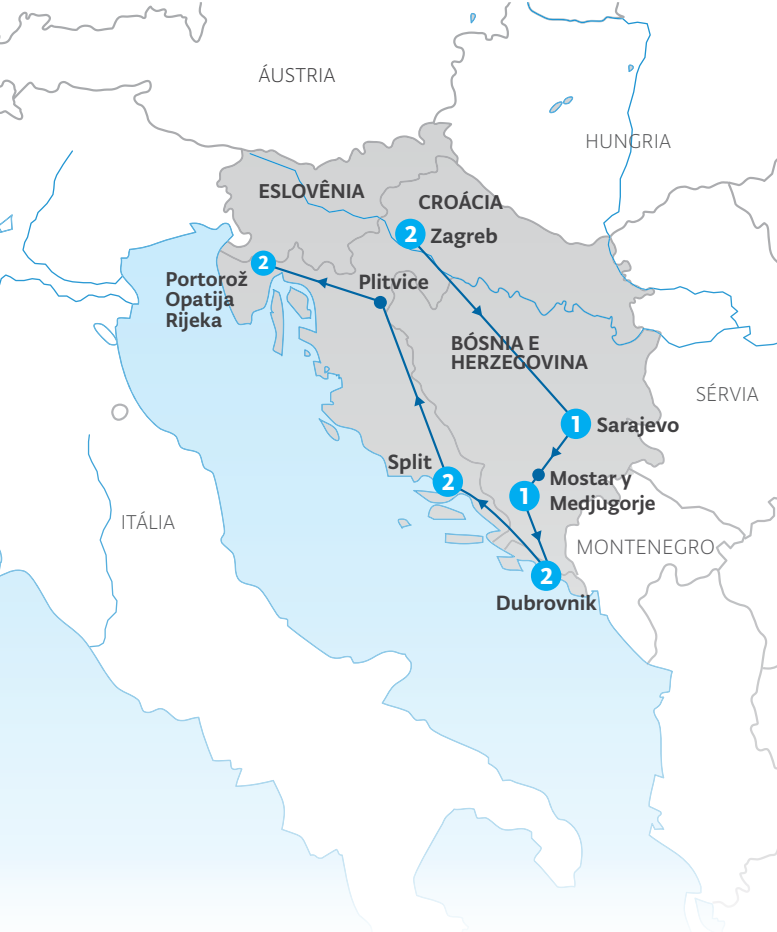 ÁUSTRIA
HUNGRIA
ESLOVÊNIA
CROÁCIA
2 Zagreb
2
Portorož
Opatija
Rijeka
Plitvice
BÓSNIA E
HERZEGOVINA
SÉRVIA
1 Sarajevo
Split
2
Mostar y
1
Medjugorje
ITÁLIA
MONTENEGRO
2
Dubrovnik